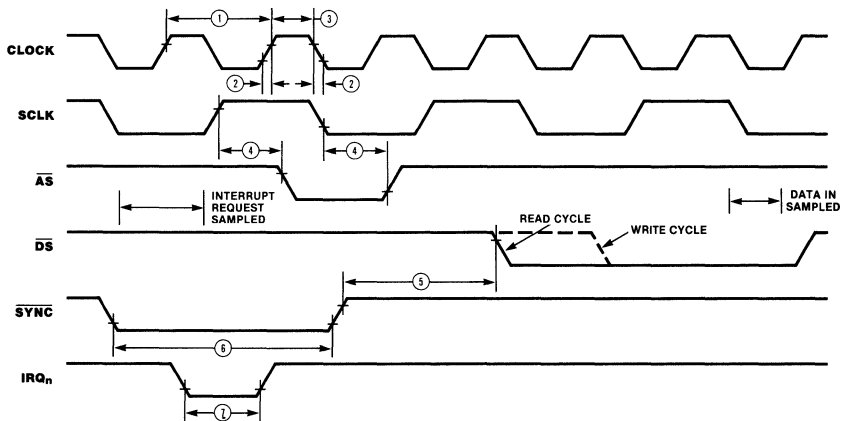 1
3
CLOCK
2
2
SCLK
4
4
AS
INTERRUPT
REQUEST
SAMPLED
DATA IN
SAMPLED
READ CYCLE
WRITE CYCLE
DS
5
SYNC
6
IRQn
7